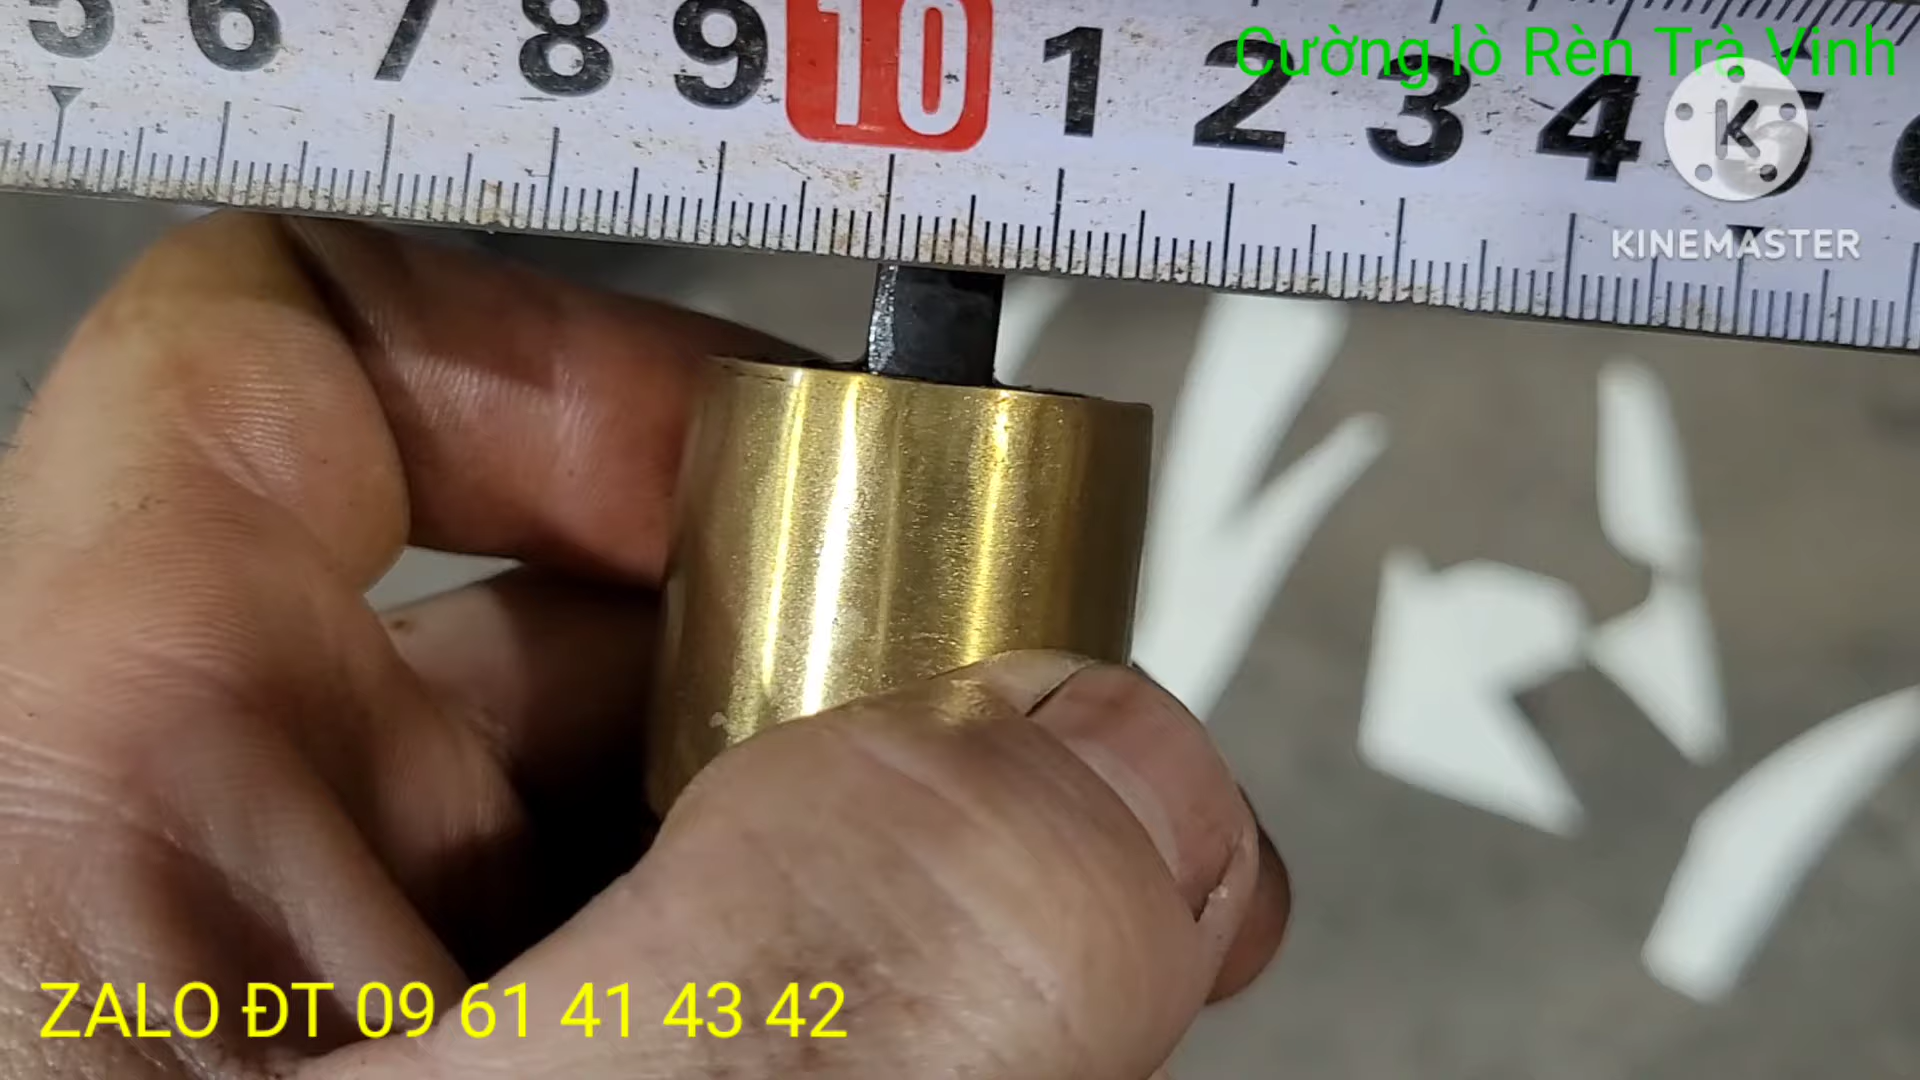 5 6 7 8 9 10 1 2 3 4 5 6
Cường lò Rèn Trà Vinh
K
KINEMASTER
ZALO ĐT 09 61 41 43 42